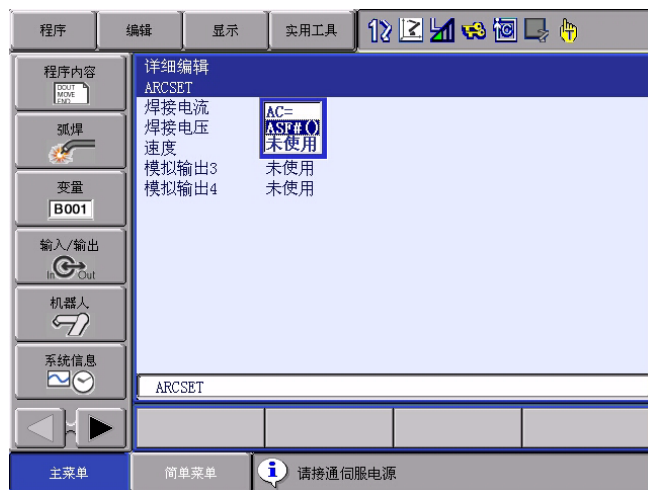 程序
编辑
显示
实用工具
程序内容
DOUT
MOVE
END
弧焊
变量
B001
输入/输出
In Out
机器人
系统信息
详细编辑
ARCSET
焊接电流
AC=
焊接电压
ASF#()
速度
未使用
模拟输出3 未使用
模拟输出4 未使用
ARCSET
主菜单
简单菜单
请接通伺服电源